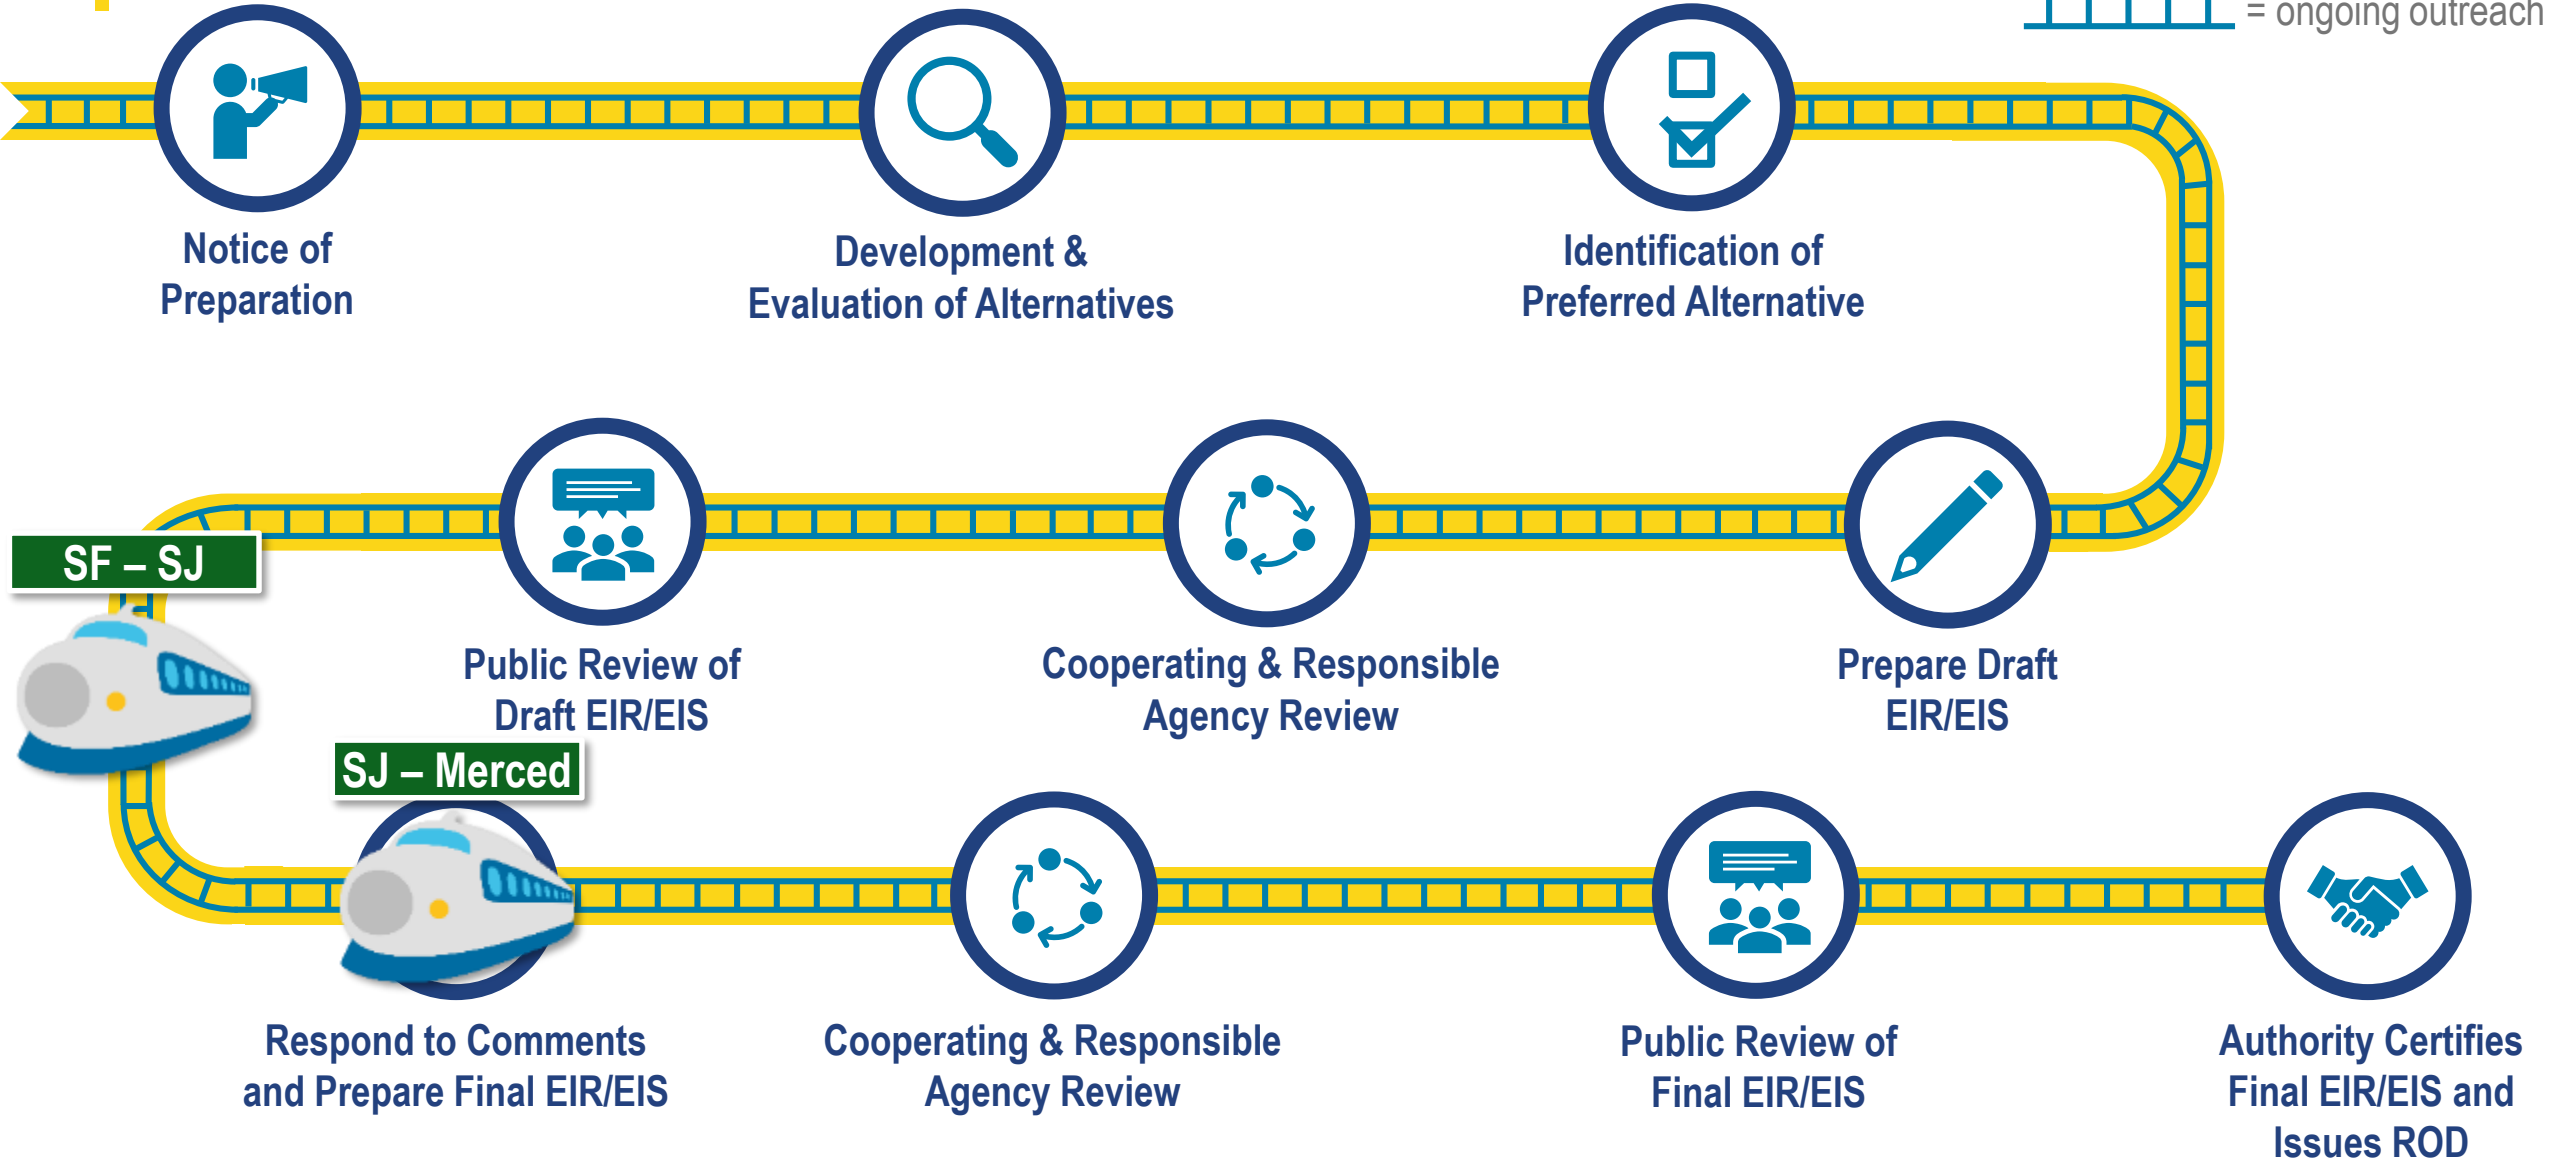 = ongoing outreach
Notice of
Preparation
Development &
Evaluation of Alternatives
Identification of
Preferred Alternative
SF – SJ
Public Review of
Draft EIR/EIS
Cooperating & Responsible
Agency Review
Prepare Draft
EIR/EIS
SJ – Merced
Respond to Comments
and Prepare Final EIR/EIS
Cooperating & Responsible
Agency Review
Public Review of
Final EIR/EIS
Authority Certifies
Final EIR/EIS and
Issues ROD